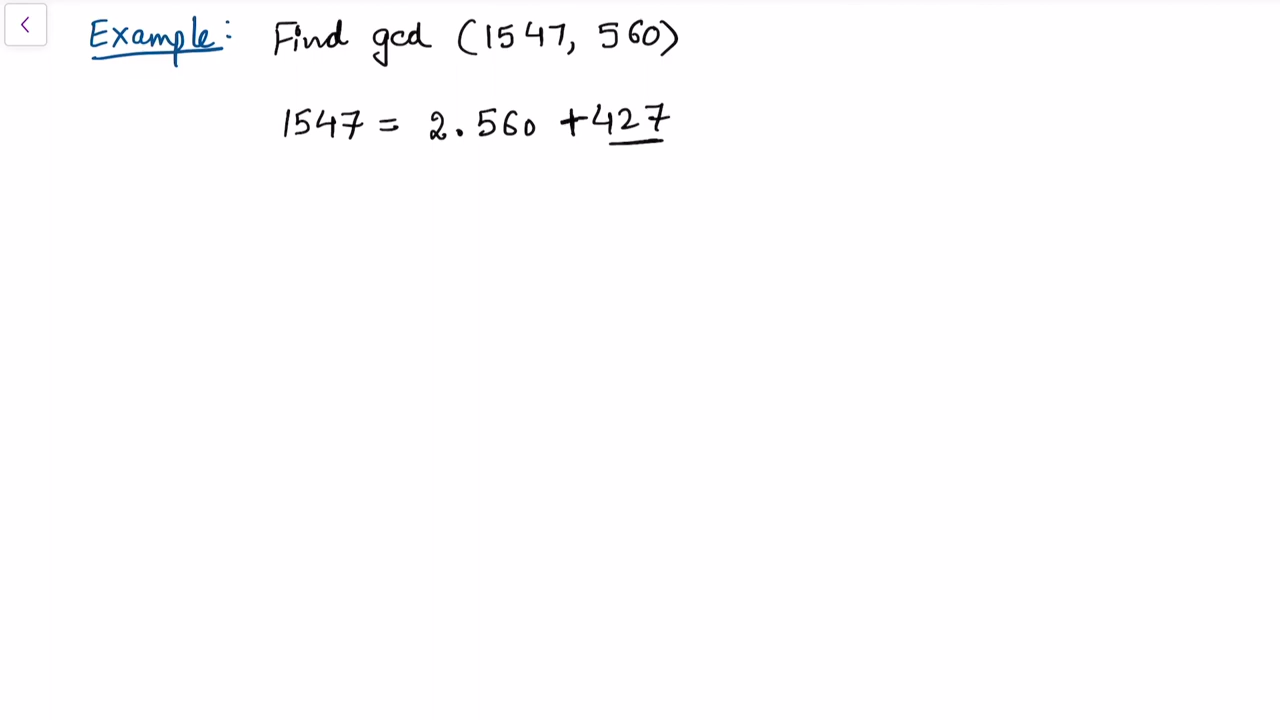 Example: Find gcd (1547, 560)
1547 = 2.560 +427